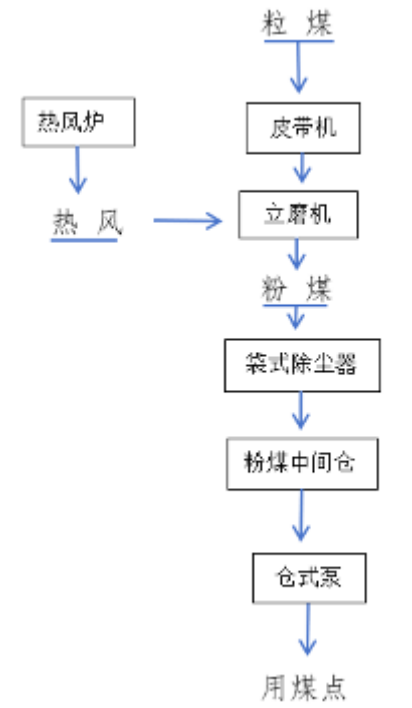 粒 煤
热风炉
皮带机
热 风
立磨机
粉 煤
袋式除尘器
粉煤中间仓
仓式泵
用煤点